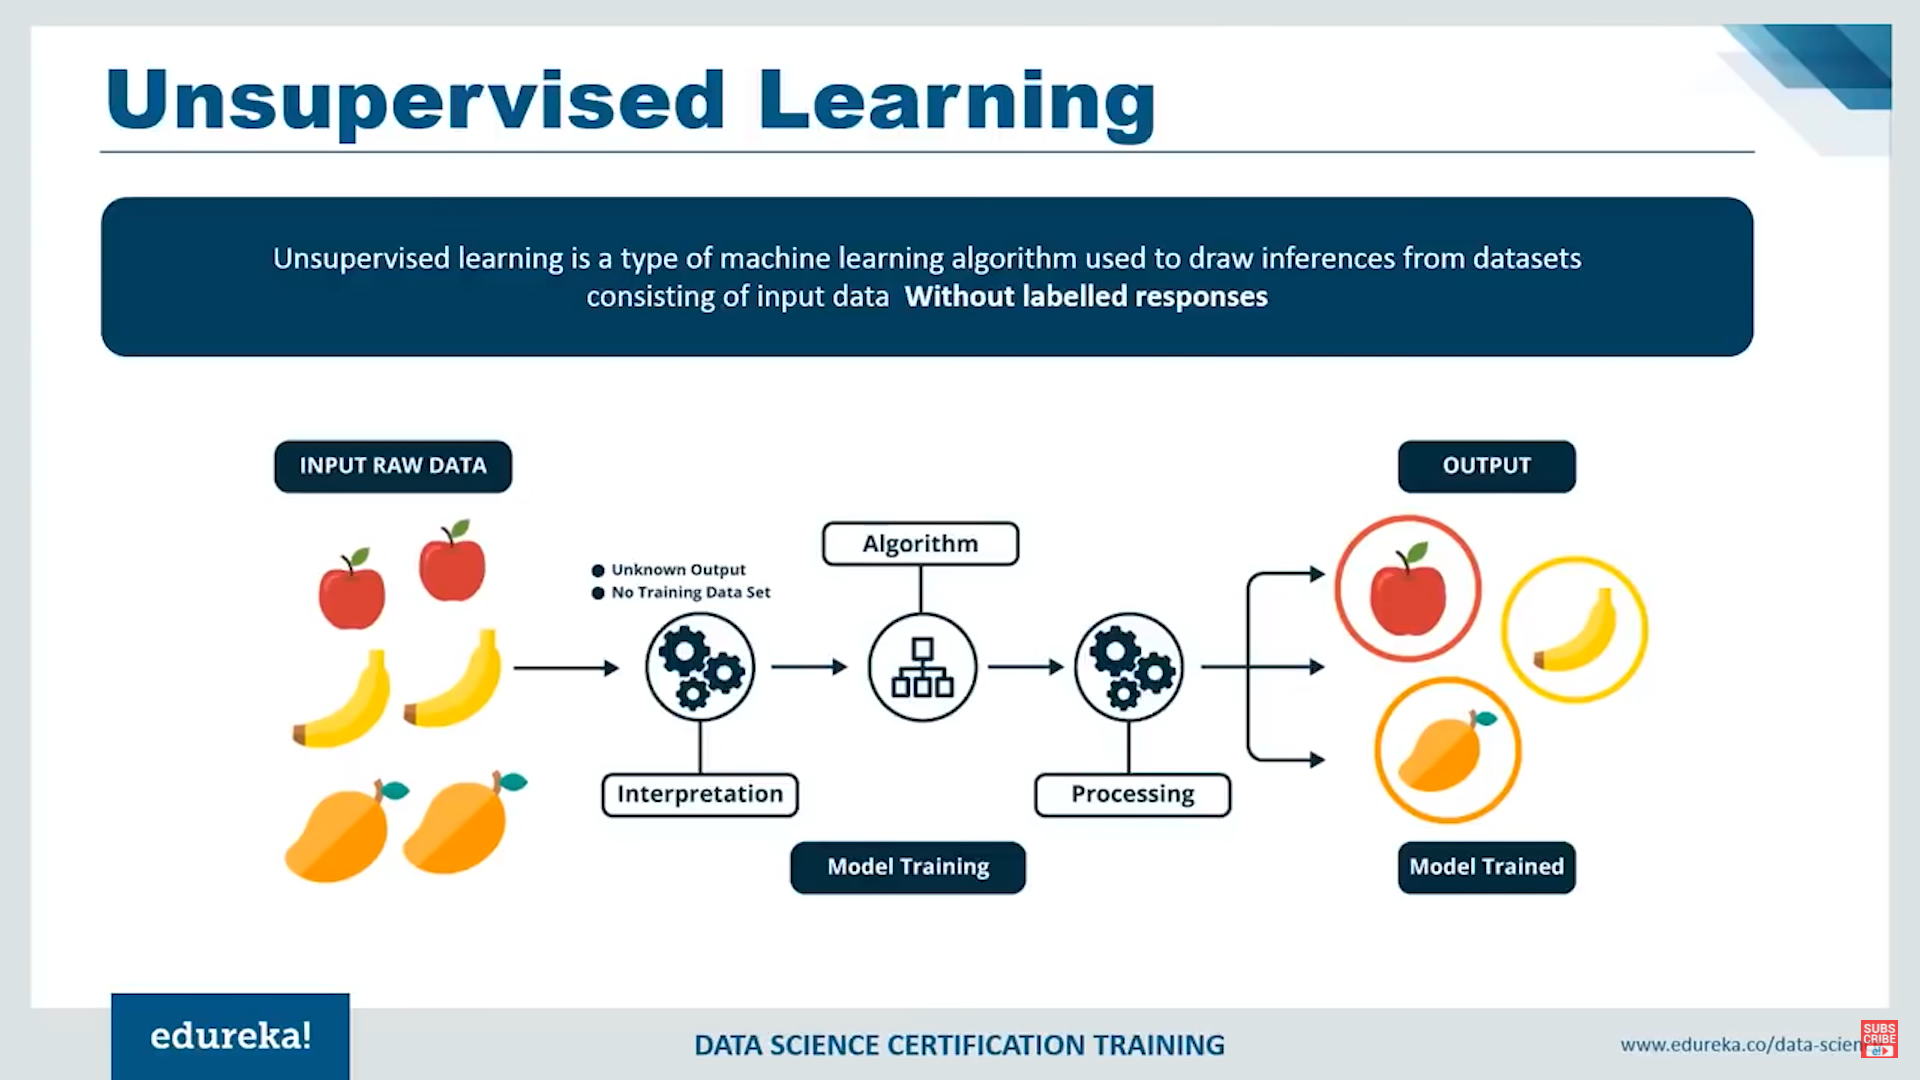 Unsupervised Learning
Unsupervised learning is a type of machine learning algorithm used to draw inferences from datasets
consisting of input data Without labelled responses
INPUT RAW DATA
OUTPUT
Algorithm
● Unknown Output
● No Training Data Set
Interpretation
Processing
Model Training
Model Trained
edureka!
DATA SCIENCE CERTIFICATION TRAINING
www.edureka.co/data-scien
SUBS
CRIBE
e!